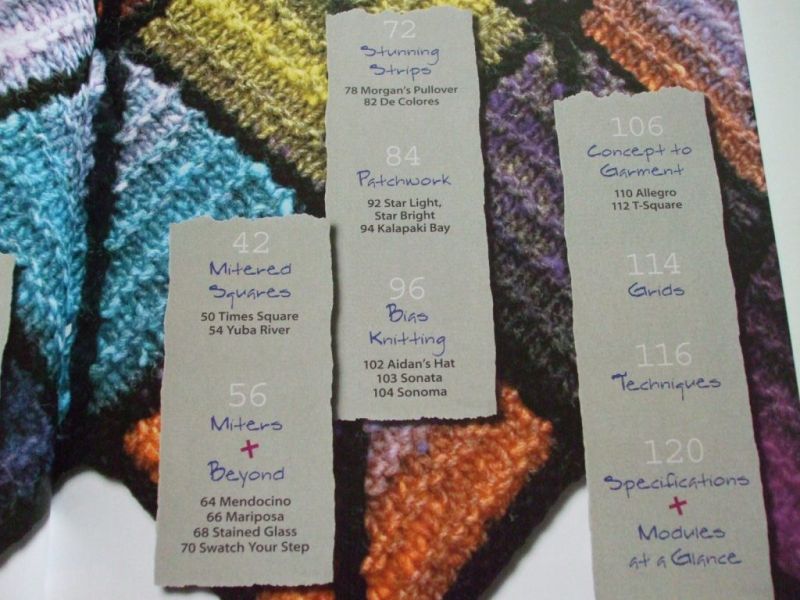 42
Mitered
Squares
50 Times Square
54 Yuba River
56
Miters
+
Beyond
64 Mendocino
66 Mariposa
68 Stained Glass
70 Swatch Your Step
72
Stunning
Strips
78 Morgan's Pullover
82 De Colores
84
Patchwork
92 Star Light,
Star Bright
94 Kalapaki Bay
96
Bias
Knitting
102 Aidan's Hat
103 Sonata
104 Sonoma
106
Concept to
Garment
110 Allegro
112 T-Square
114
Grids
116
Techniques
120
Specifications
+
Modules
at a Glance